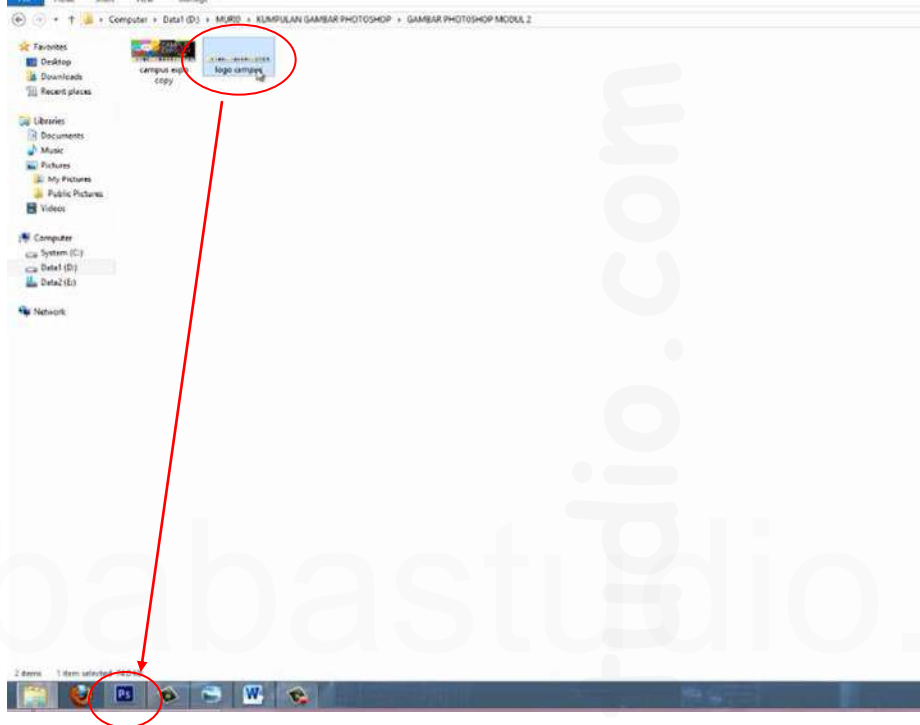 Computer ▸ Data1 (D:) ▸ MURID ▸ KUMPULAN GAMBAR PHOTOSHOP ▸ GAMBAR PHOTOSHOP MODUL 2
Favorites
Desktop
Downloads
Recent places
Libraries
Documents
Music
Pictures
My Pictures
Public Pictures
Videos
Computer
System (C:)
Data1 (D:)
Data2 (E:)
Network
campus expo
copy
logo campus
babastudio.
udio.com
2 items 1 item selected
Ps
W